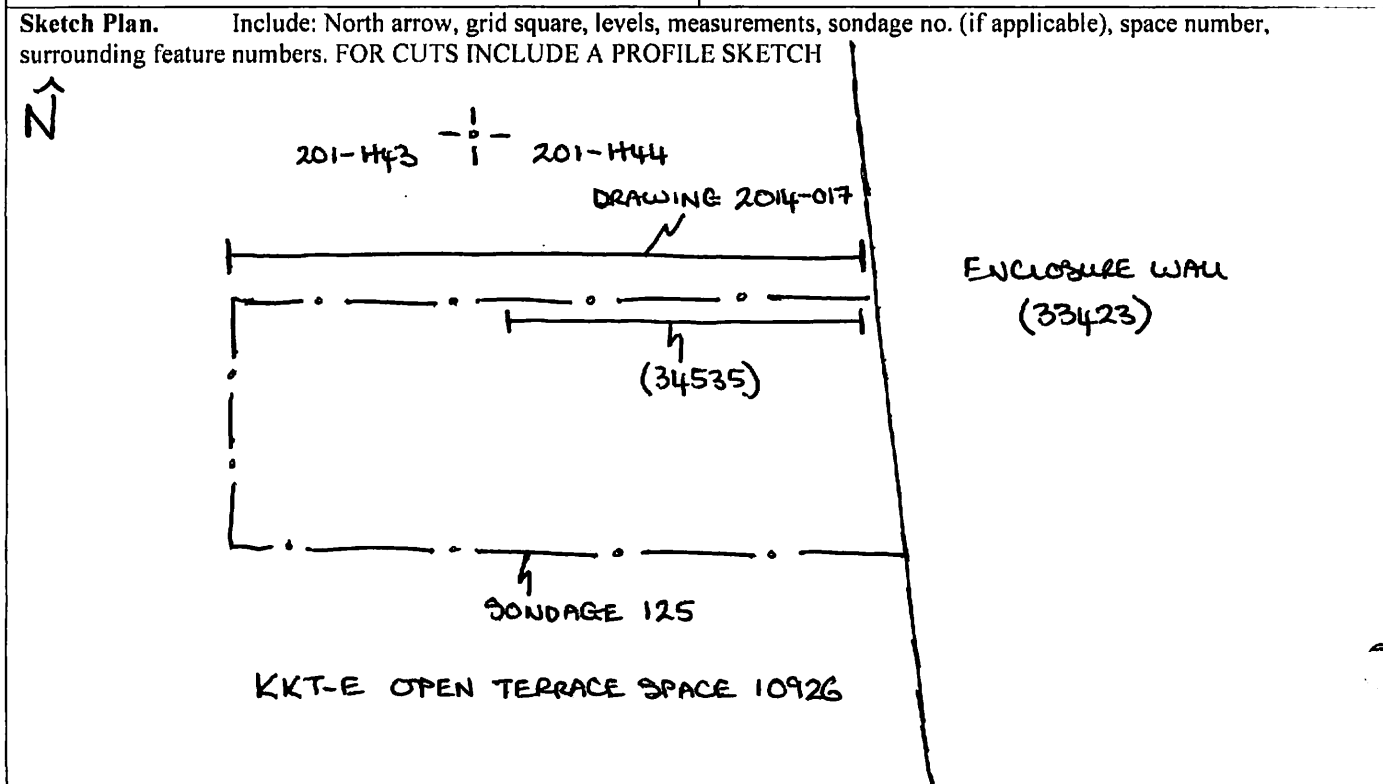 Sketch Plan. Include: North arrow, grid square, levels, measurements, sondage no. (if applicable), space number,
surrounding feature numbers. FOR CUTS INCLUDE A PROFILE SKETCH
N
201-H43 201-H44
DRAWING 2014-017
ENCLOSURE WALL
(33423)
(34535)
SONDAGE 125
KKT-E OPEN TERRACE SPACE 10926